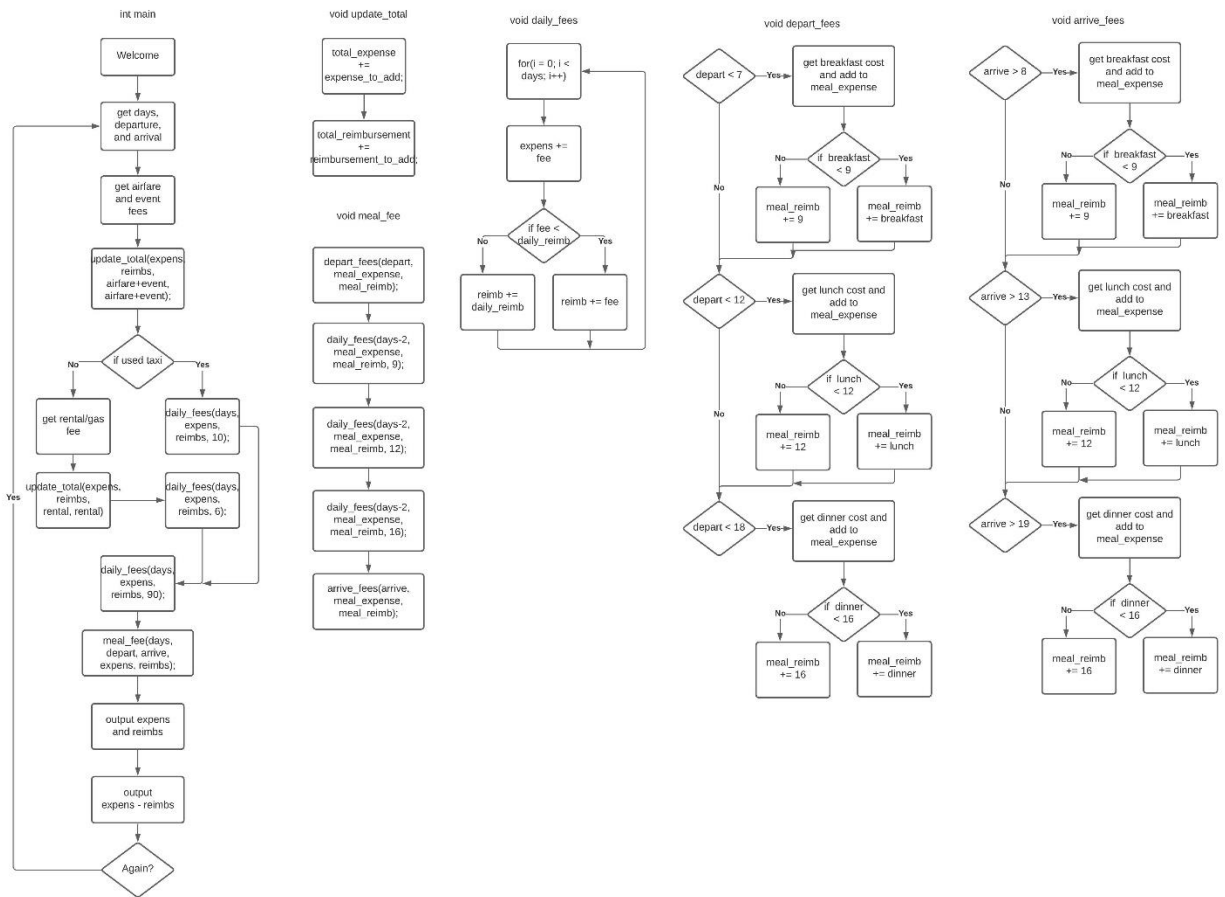 int main
Welcome
get days,
departure,
and arrival
get airfare
and event
fees
update_total(expens,
reimbs,
airfare+event,
airfare+event);
if used taxi
No
Yes
get rental/gas
fee
daily_fees(days,
expens,
reimbs, 10);
update_total(expens,
reimbs,
rental, rental)
daily_fees(days,
expens,
reimbs, 6);
daily_fees(days,
expens,
reimbs, 90);
meal_fee(days,
depart, arrive,
expens, reimbs);
output expens
and reimbs
output
expens - reimbs
Again?
Yes
void update_total
total_expense
+=
expense_to_add;
total_reimbursement
+=
reimbursement_to_add;
void meal_fee
depart_fees(depart,
meal_expense,
meal_reimb);
daily_fees(days-2,
meal_expense,
meal_reimb, 9);
daily_fees(days-2,
meal_expense,
meal_reimb, 12);
daily_fees(days-2,
meal_expense,
meal_reimb, 16);
arrive_fees(arrive,
meal_expense,
meal_reimb);
void daily_fees
for(i = 0; i <
days; i++)
expens +=
fee
if fee <
daily_reimb
No
Yes
reimb +=
daily_reimb
reimb += fee
void depart_fees
depart < 7
Yes
get breakfast cost
and add to
meal_expense
if breakfast
< 9
No
Yes
No
meal_reimb
+= 9
meal_reimb
+= breakfast
depart < 12
Yes
get lunch cost and
add to
meal_expense
if lunch
< 12
No
Yes
No
meal_reimb
+= 12
meal_reimb
+= lunch
depart < 18
Yes
get dinner cost and
add to
meal_expense
if dinner
< 16
No
Yes
meal_reimb
+= 16
meal_reimb
+= dinner
void arrive_fees
arrive > 8
Yes
get breakfast cost
and add to
meal_expense
if breakfast
< 9
No
Yes
No
meal_reimb
+= 9
meal_reimb
+= breakfast
arrive > 13
Yes
get lunch cost and
add to
meal_expense
if lunch
< 12
No
Yes
No
meal_reimb
+= 12
meal_reimb
+= lunch
arrive > 19
Yes
get dinner cost and
add to
meal_expense
if dinner
< 16
No
Yes
meal_reimb
+= 16
meal_reimb
+= dinner